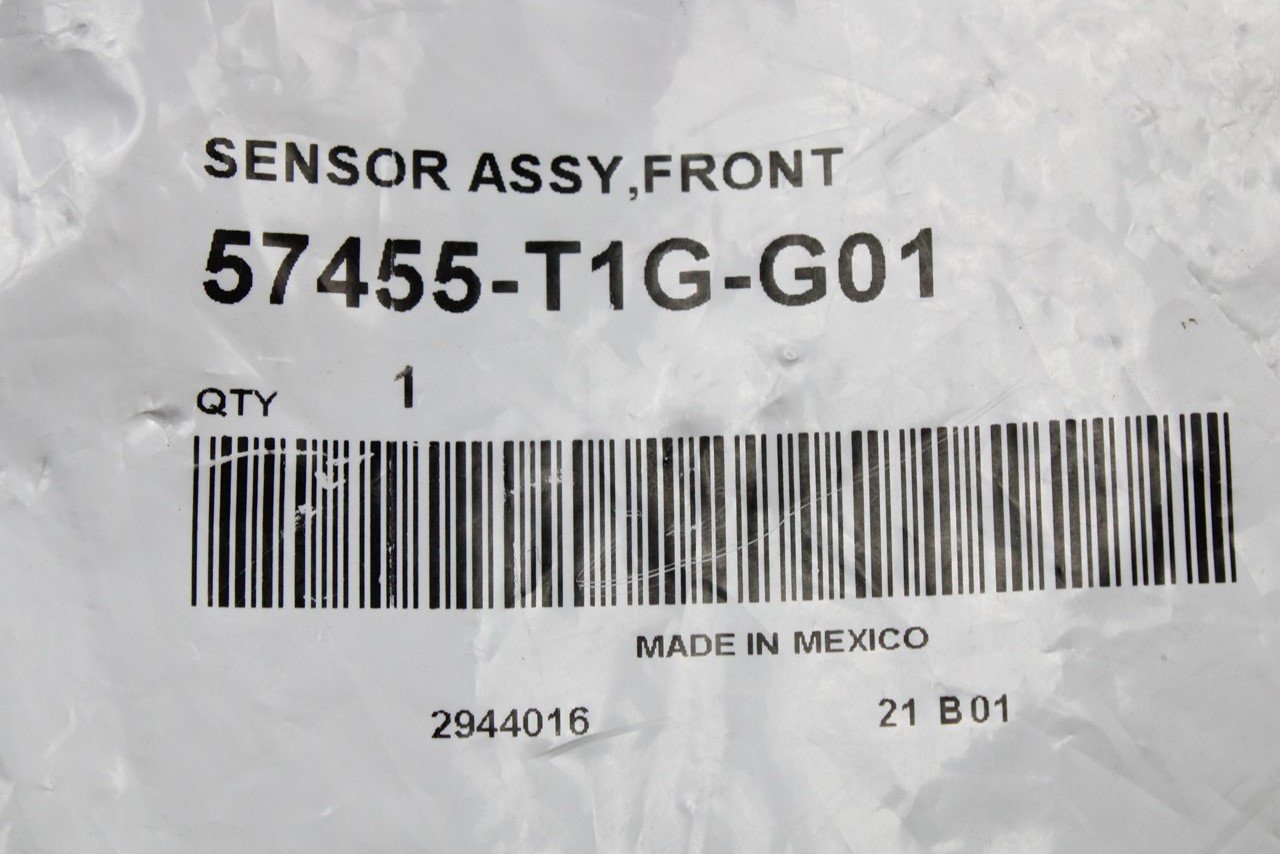 SENSOR ASSY,FRONT
57455-T1G-G01
QTY 1
MADE IN MEXICO
2944016 21 B01